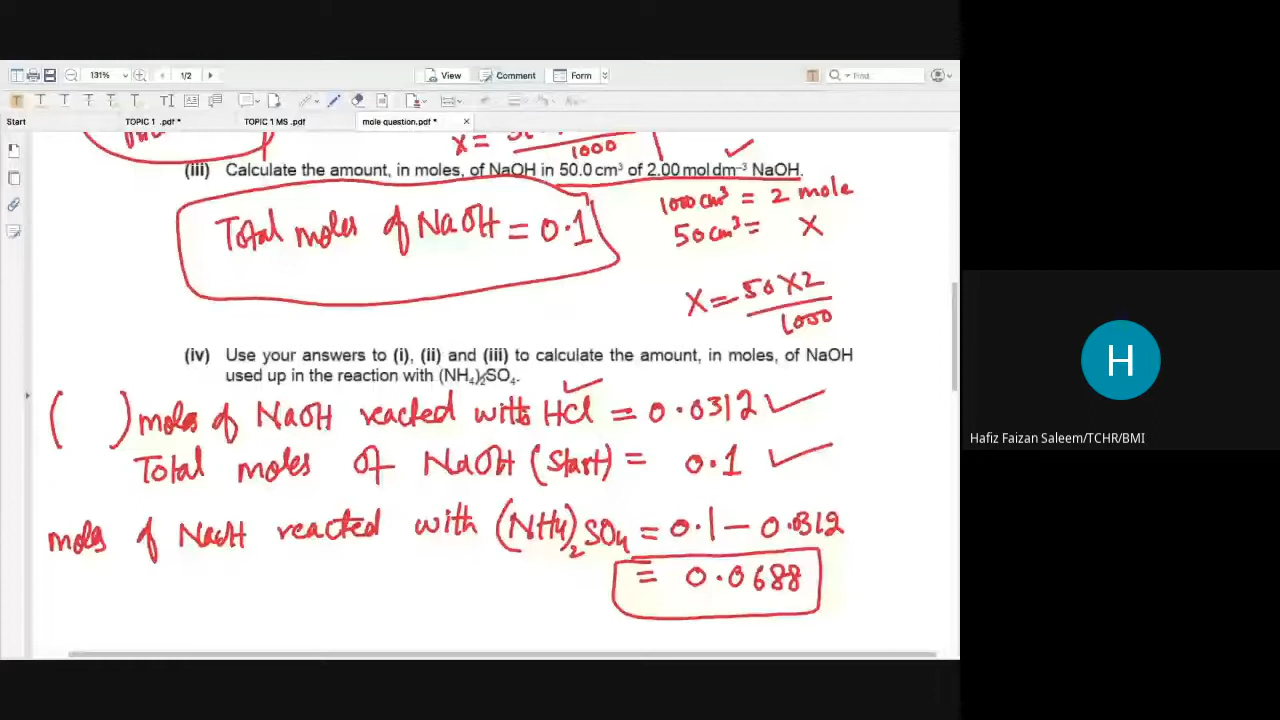 131%
1/2
View
Comment
Form
Find
Start
TOPIC 1 .pdf *
TOPIC 1 MS .pdf
mole question.pdf *
X =
1000
(iii) Calculate the amount, in moles, of NaOH in 50.0 cm³ of 2.00 mol dm⁻³ NaOH.
1000 cm³ = 2 mole
50 cm³ = X
Total moles of NaOH = 0.1
X = 50 X 2
1000
(iv) Use your answers to (i), (ii) and (iii) to calculate the amount, in moles, of NaOH
used up in the reaction with (NH₄)₂SO₄.
( ) moles of NaOH reacted with HCl = 0.0312
Total moles of NaOH (Start) = 0.1
moles of NaOH reacted with (NH4)₂SO4 = 0.1 – 0.0312
= 0.0688
H
Hafiz Faizan Saleem/TCHR/BMI